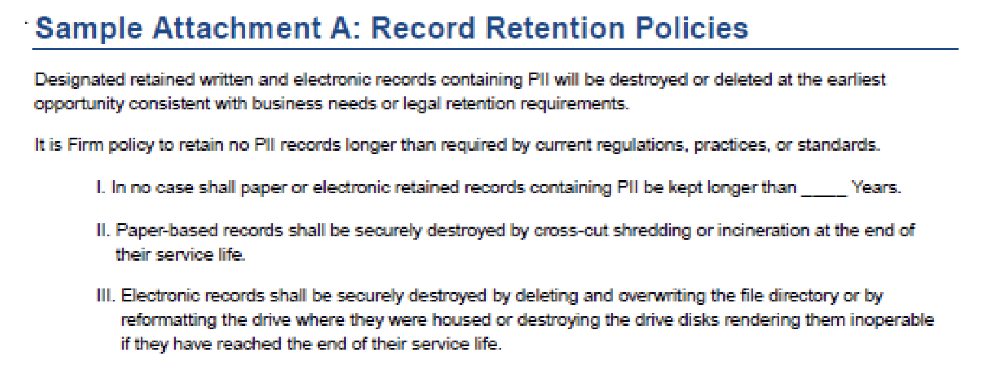 Sample Attachment A: Record Retention Policies
Designated retained written and electronic records containing PII will be destroyed or deleted at the earliest
opportunity consistent with business needs or legal retention requirements.
It is Firm policy to retain no PII records longer than required by current regulations, practices, or standards.
I. In no case shall paper or electronic retained records containing PII be kept longer than ____ Years.
II. Paper-based records shall be securely destroyed by cross-cut shredding or incineration at the end of
their service life.
III. Electronic records shall be securely destroyed by deleting and overwriting the file directory or by
reformatting the drive where they were housed or destroying the drive disks rendering them inoperable
if they have reached the end of their service life.